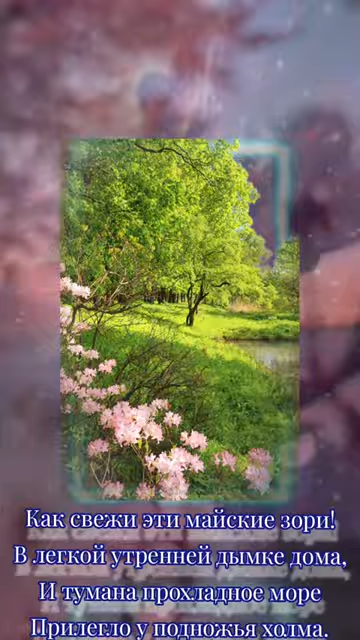 Как свежи эти майские зори!
В легкой утренней дымке дома,
И тумана прохладное море
Прилегло у подножья холма.